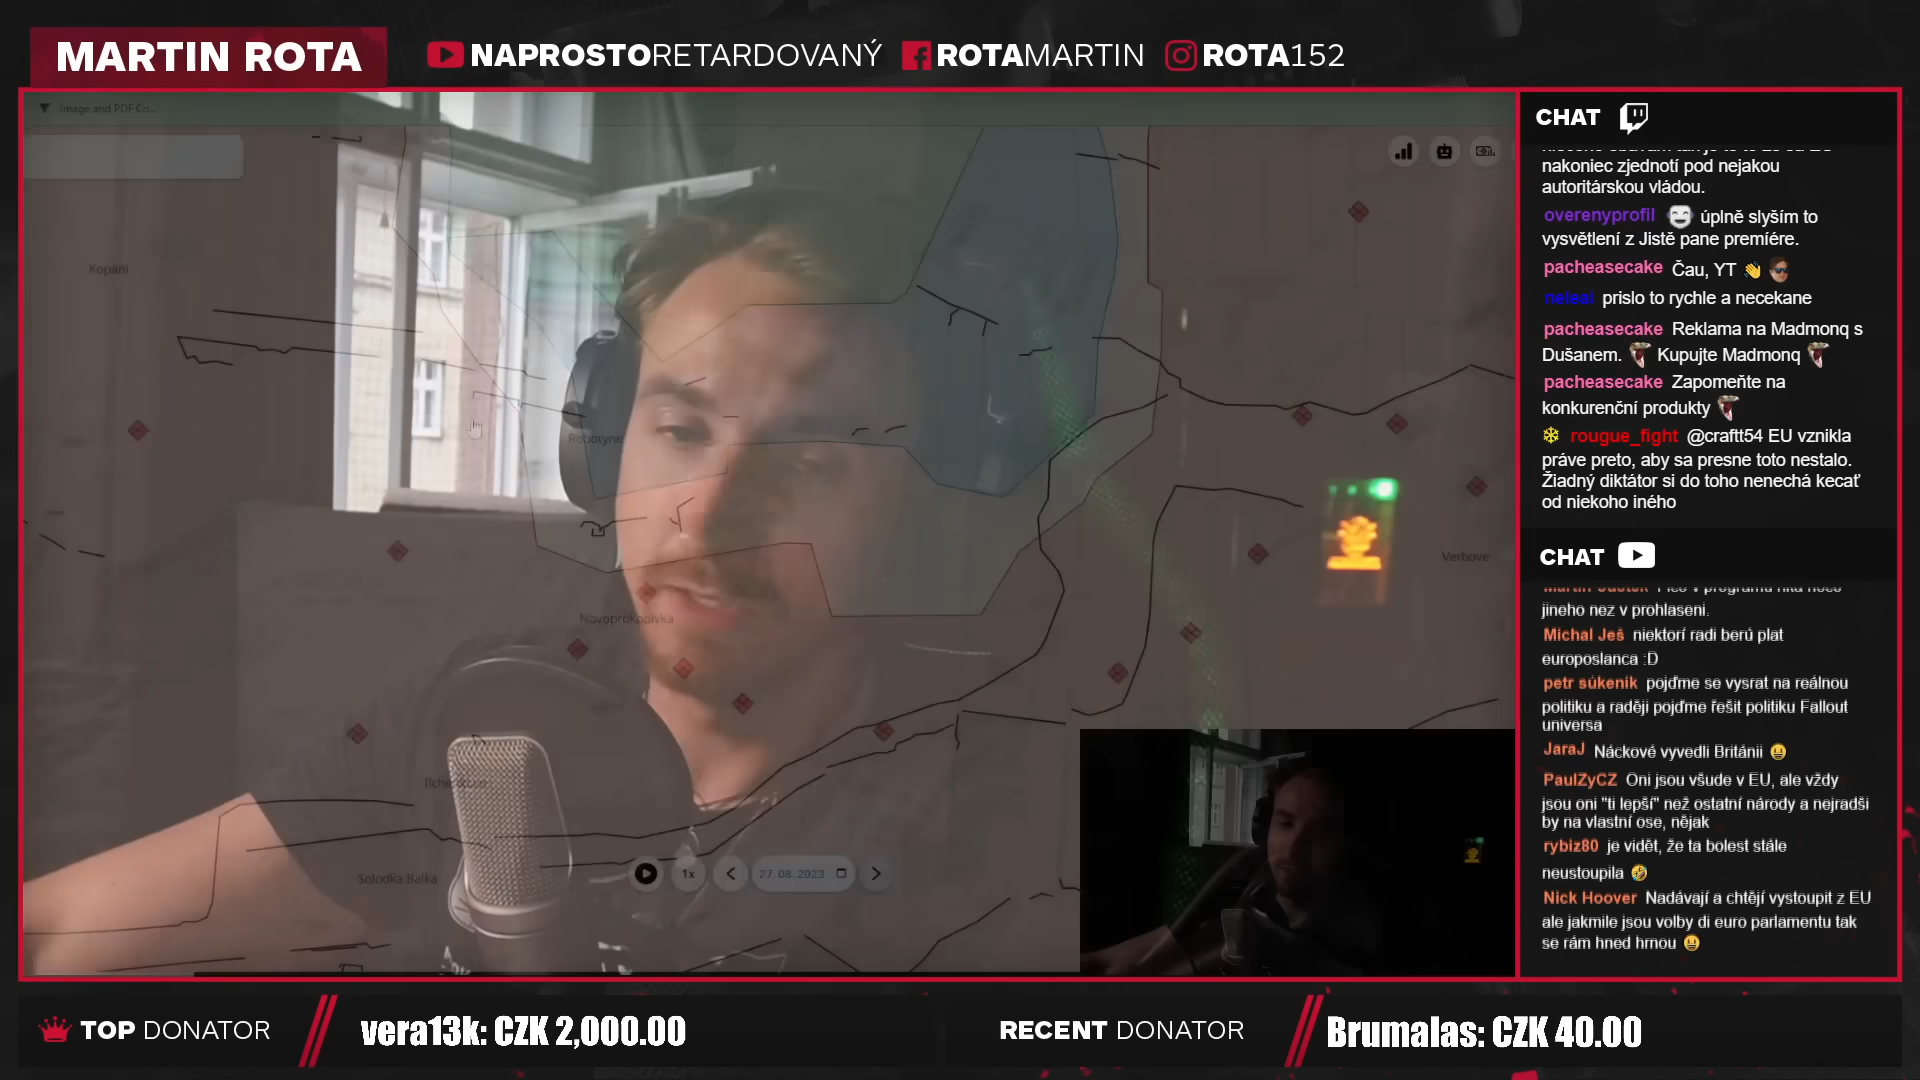 MARTIN ROTA
NAPROSTORETARDOVANÝ
ROTAMARTIN
ROTA152
Image and PDF Co...
Kopani
Robotyne
Novoprokopivka
Verbove
Solodka Balka
1x
27.08.2023
CHAT
nakoniec zjednotí pod nejakou
autoritárskou vládou.
overenyprofil úplně slyším to
vysvětlení z Jistě pane premiére.
pacheasecake Čau, YT
neleai prislo to rychle a necekane
pacheasecake Reklama na Madmonq s
Dušanem. Kupujte Madmonq
pacheasecake Zapomeňte na
konkurenční produkty
rougue_fight @craftt54 EU vznikla
práve preto, aby sa presne toto nestalo.
Žiadný diktátor si do toho nenechá kecať
od niekoho iného
CHAT
jineho nez v prohlaseni.
Michal Ješ niektorí radi berú plat
europoslanca :D
petr súkeník pojďme se vysrat na reálnou
politiku a raději pojďme řešit politiku Fallout
universa
JaraJ Náckové vyvedli Británii
PaulZyCZ Oni jsou všude v EU, ale vždy
jsou oni "ti lepší" než ostatní národy a nejradši
by na vlastní ose, nějak
rybiz80 je vidět, že ta bolest stále
neustoupila
Nick Hoover Nadávají a chtějí vystoupit z EU
ale jakmile jsou volby di euro parlamentu tak
se rám hned hrnou
TOP DONATOR
vera13k: CZK 2,000.00
RECENT DONATOR
Brumalas: CZK 40.00